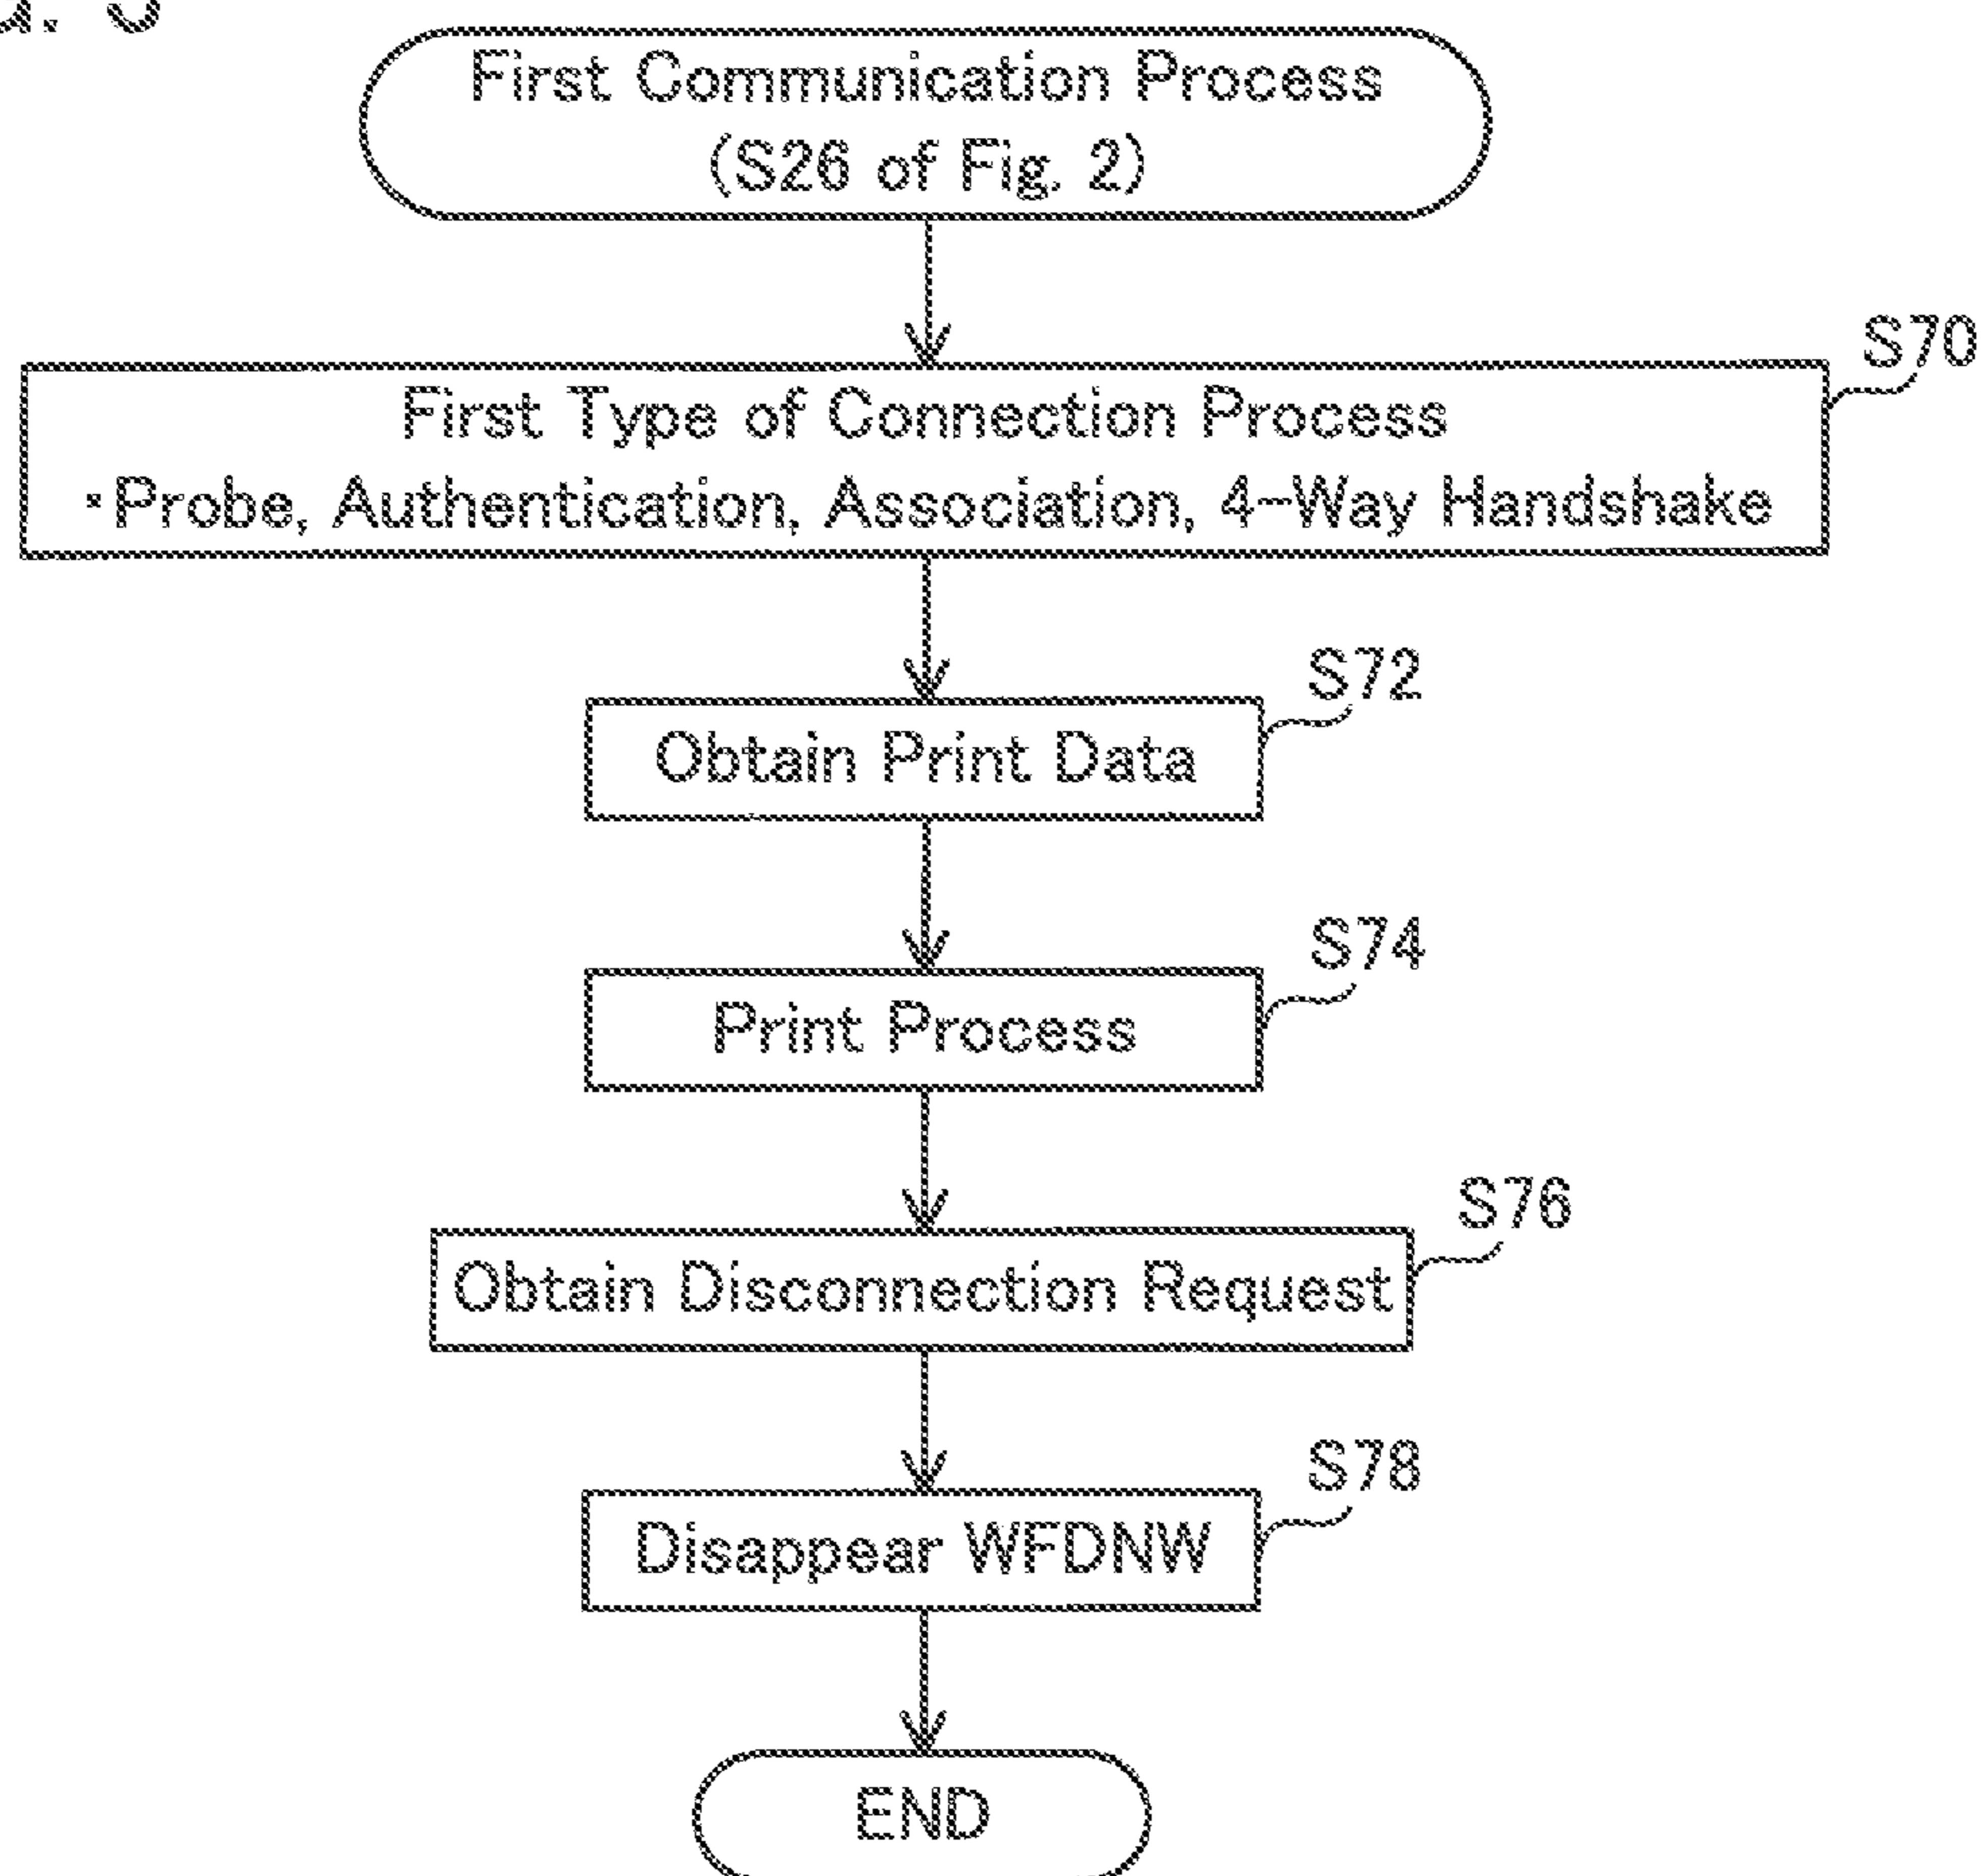 First Communication Process
(S26 of Fig. 2)
S70
First Type of Connection Process
・Probe, Authentication, Association, 4-Way Handshake
S72
Obtain Print Data
S74
Print Process
S76
Obtain Disconnection Request
S78
Disappear WFDNW
END